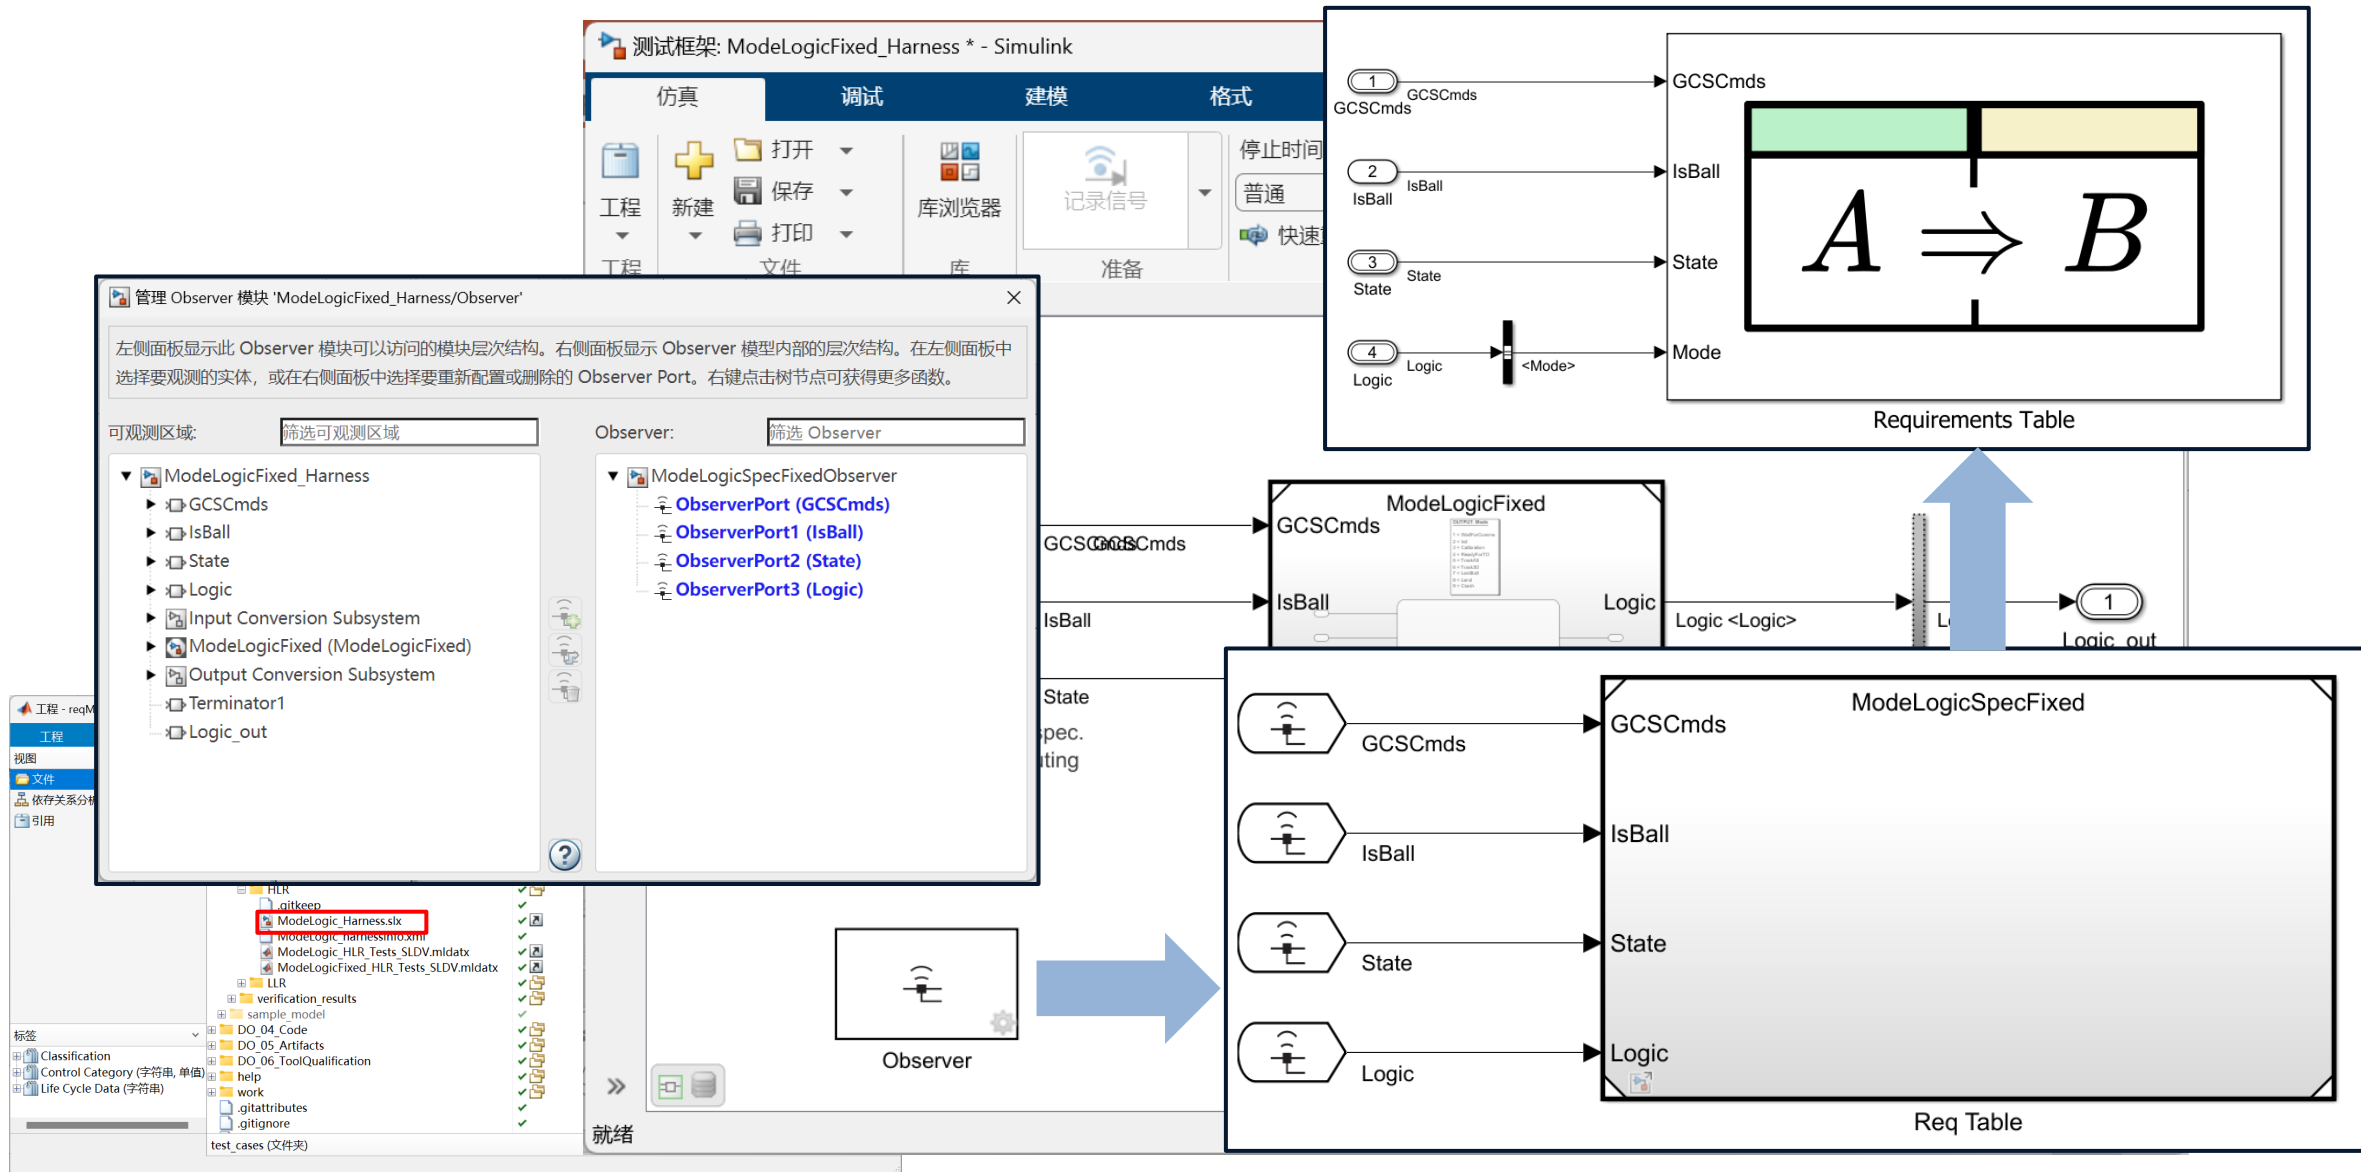 测试框架: ModeLogicFixed_Harness * - Simulink
仿真
调试
建模
格式
工程
新建
打开
保存
打印
库浏览器
记录信号
停止时间
普通
工程
文件
库
准备
1
GCSCmds
GCSCmds
GCSCmds
2
IsBall
IsBall
IsBall
3
State
State
State
4
Logic
Logic
<Mode>
Mode
A ⇒ B
Requirements Table
管理 Observer 模块 'ModeLogicFixed_Harness/Observer'
左侧面板显示此 Observer 模块可以访问的模块层次结构。右侧面板显示 Observer 模型内部的层次结构。在左侧面板中
选择要观测的实体，或在右侧面板中选择要重新配置或删除的 Observer Port。右键点击树节点可获得更多函数。
可观测区域:
筛选可观测区域
Observer:
筛选 Observer
ModeLogicFixed_Harness
GCSCmds
IsBall
State
Logic
Input Conversion Subsystem
ModeLogicFixed (ModeLogicFixed)
Output Conversion Subsystem
Terminator1
Logic_out
ModeLogicSpecFixedObserver
ObserverPort (GCSCmds)
ObserverPort1 (IsBall)
ObserverPort2 (State)
ObserverPort3 (Logic)
ModeLogicFixed
GCSCmds
GCSCmds
IsBall
IsBall
State
Logic
Logic <Logic>
1
Logic_out
工程 - reqM
工程
视图
文件
依存关系分析
引用
HLR
.gitkeep
ModeLogic_Harness.slx
ModeLogic_harnessInfo.xml
ModeLogic_HLR_Tests_SLDV.mldatx
ModeLogicFixed_HLR_Tests_SLDV.mldatx
LLR
verification_results
sample_model
DO_04_Code
DO_05_Artifacts
DO_06_ToolQualification
help
work
.gitattributes
.gitignore
test_cases (文件夹)
标签
Classification
Control Category (字符串, 单值)
Life Cycle Data (字符串)
Observer
就绪
ModeLogicSpecFixed
GCSCmds
GCSCmds
IsBall
IsBall
State
State
Logic
Logic
Req Table